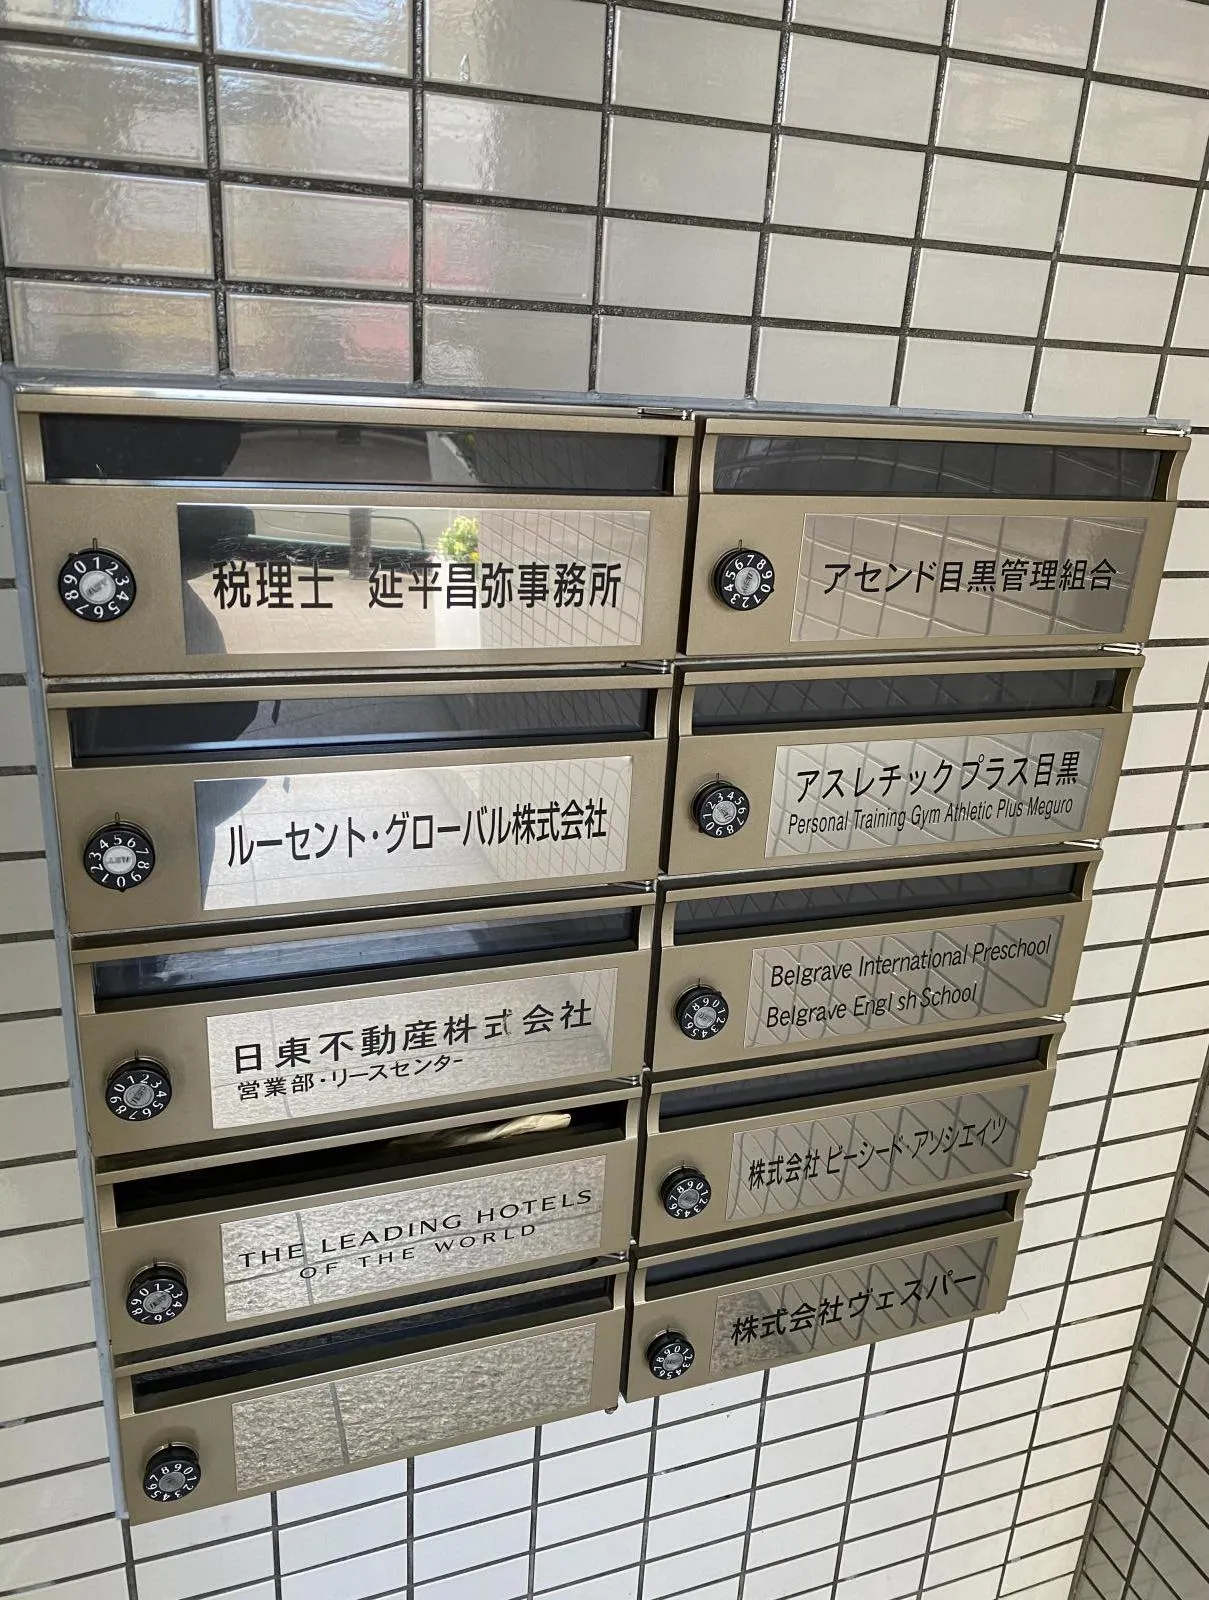 税理士 延平昌弥事務所
ルーセント・グローバル株式会社
日東不動産株式会社
営業部・リースセンター
THE LEADING HOTELS
OF THE WORLD
アセンド目黒管理組合
アスレチックプラス目黒
Personal Training Gym Athletic Plus Meguro
Belgrave International Preschool
Belgrave Engl sh School
株式会社 ビーシード・アソシエイツ
株式会社ヴェスパー